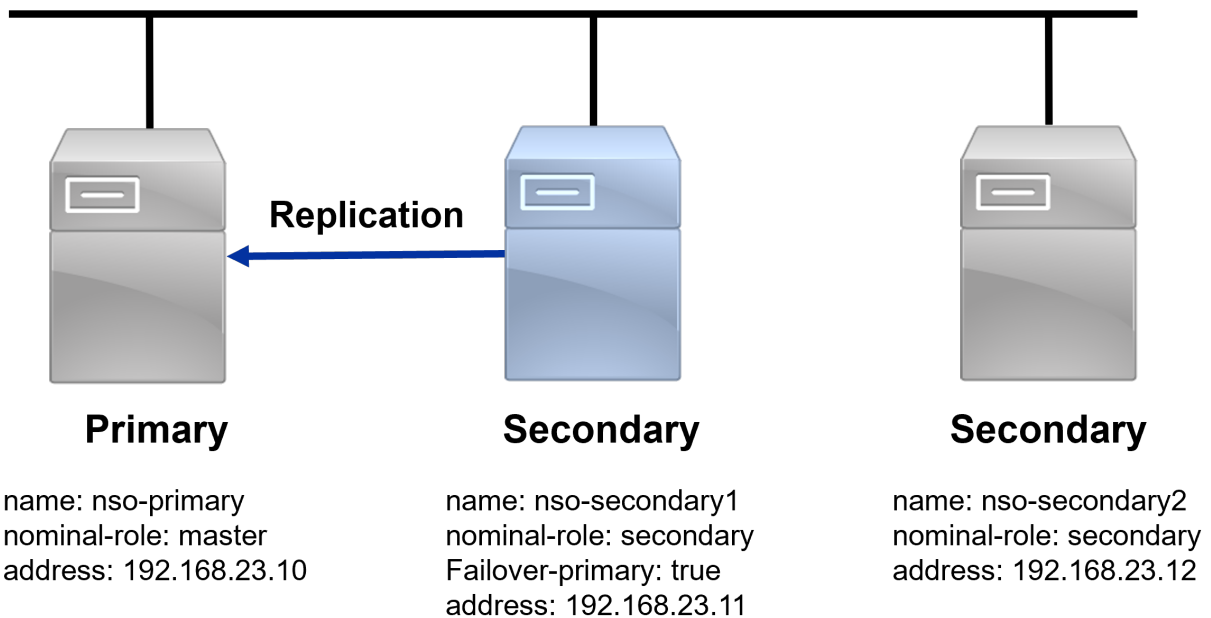 Replication
Primary
name: nso-primary
nominal-role: master
address: 192.168.23.10
Secondary
name: nso-secondary1
nominal-role: secondary
Failover-primary: true
address: 192.168.23.11
Secondary
name: nso-secondary2
nominal-role: secondary
address: 192.168.23.12